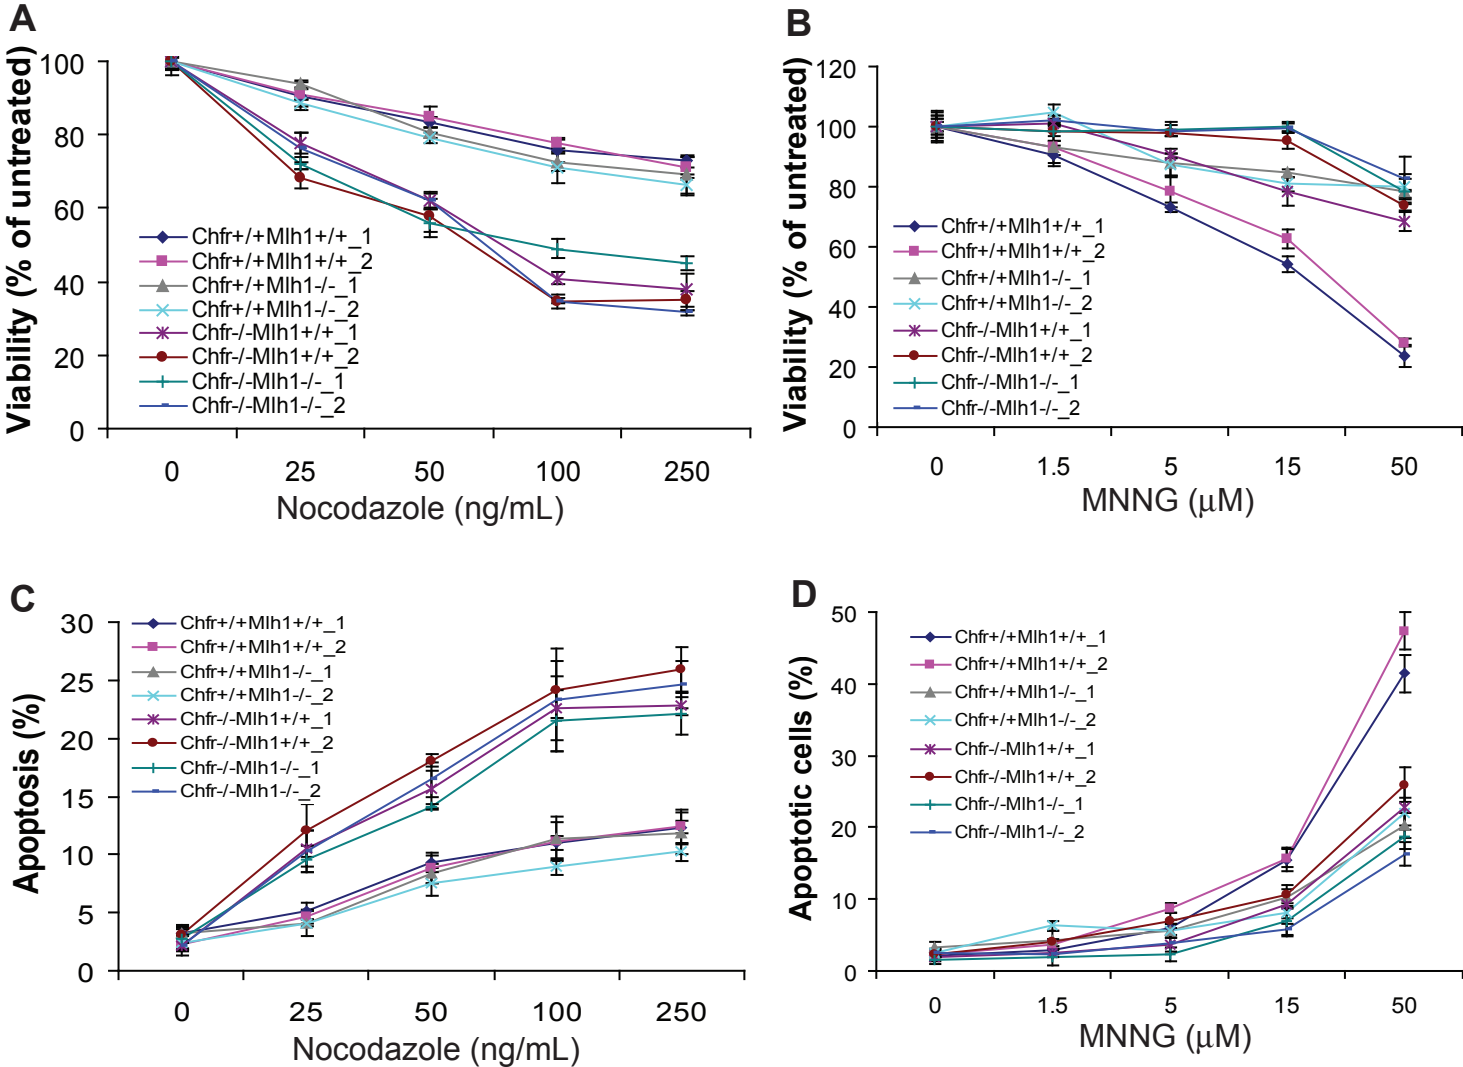 A
Viability (% of untreated)
100
80
60
40
20
0
Chfr+/+Mlh1+/+_1
Chfr+/+Mlh1+/+_2
Chfr+/+Mlh1-/-_1
Chfr+/+Mlh1-/-_2
Chfr-/-Mlh1+/+_1
Chfr-/-Mlh1+/+_2
Chfr-/-Mlh1-/-_1
Chfr-/-Mlh1-/-_2
0 25 50 100 250
Nocodazole (ng/mL)
B
Viability (% of untreated)
120
100
80
60
40
20
0
Chfr+/+Mlh1+/+_1
Chfr+/+Mlh1+/+_2
Chfr+/+Mlh1-/-_1
Chfr+/+Mlh1-/-_2
Chfr-/-Mlh1+/+_1
Chfr-/-Mlh1+/+_2
Chfr-/-Mlh1-/-_1
Chfr-/-Mlh1-/-_2
0 1.5 5 15 50
MNNG (μM)
C
Apoptosis (%)
30
25
20
15
10
5
0
Chfr+/+Mlh1+/+_1
Chfr+/+Mlh1+/+_2
Chfr+/+Mlh1-/-_1
Chfr+/+Mlh1-/-_2
Chfr-/-Mlh1+/+_1
Chfr-/-Mlh1+/+_2
Chfr-/-Mlh1-/-_1
Chfr-/-Mlh1-/-_2
0 25 50 100 250
Nocodazole (ng/mL)
D
Apoptotic cells (%)
50
40
30
20
10
0
Chfr+/+Mlh1+/+_1
Chfr+/+Mlh1+/+_2
Chfr+/+Mlh1-/-_1
Chfr+/+Mlh1-/-_2
Chfr-/-Mlh1+/+_1
Chfr-/-Mlh1+/+_2
Chfr-/-Mlh1-/-_1
Chfr-/-Mlh1-/-_2
0 1.5 5 15 50
MNNG (μM)